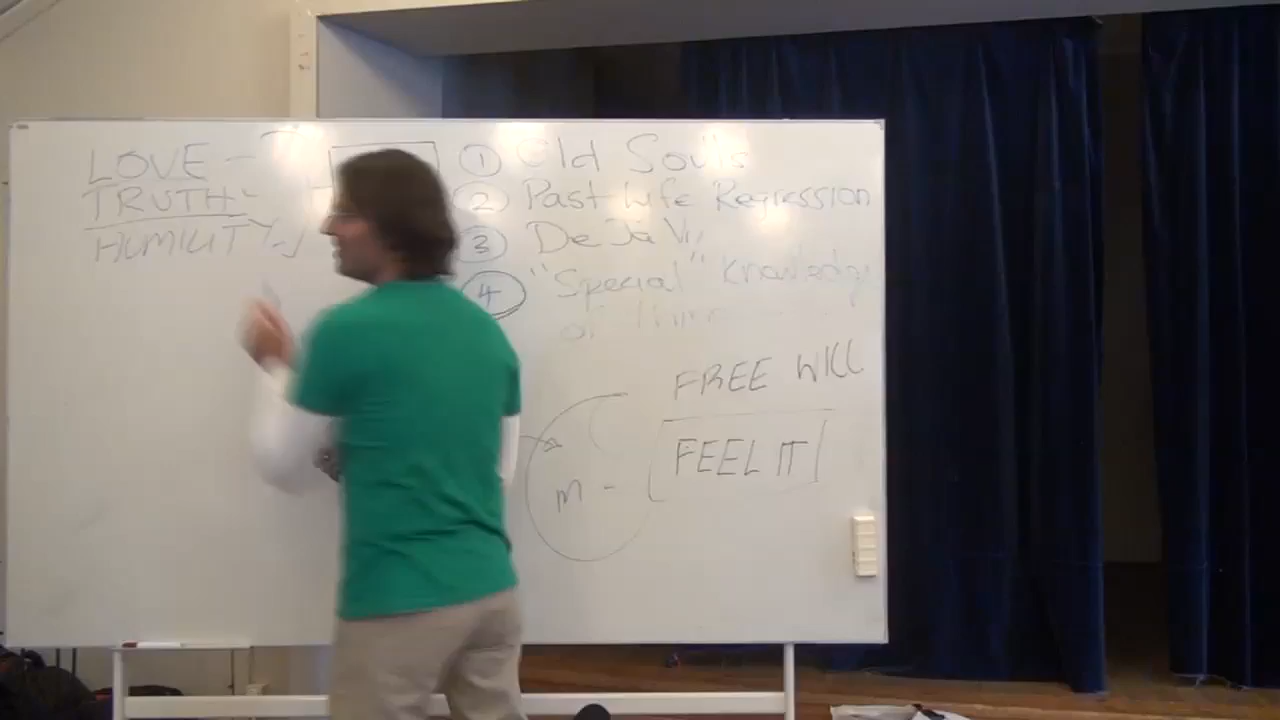 LOVE -
TRUTH -
HUMILITY -
① Old Souls
② Past Life Regression
③ DeJa Vu
④ "Special" knowledge
of
FREE WILL
FEEL IT
m -